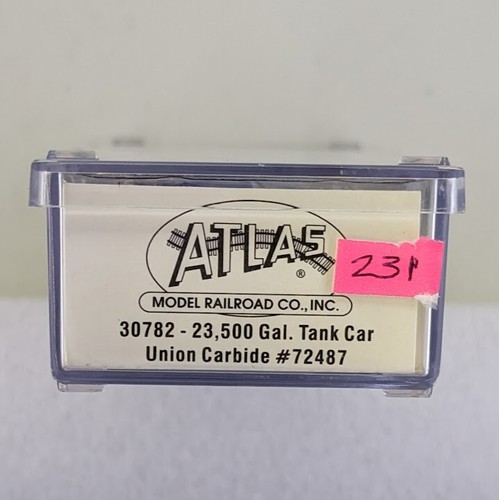 ATLAS
®
23P
MODEL RAILROAD CO., INC.
30782 - 23,500 Gal. Tank Car
Union Carbide #72487